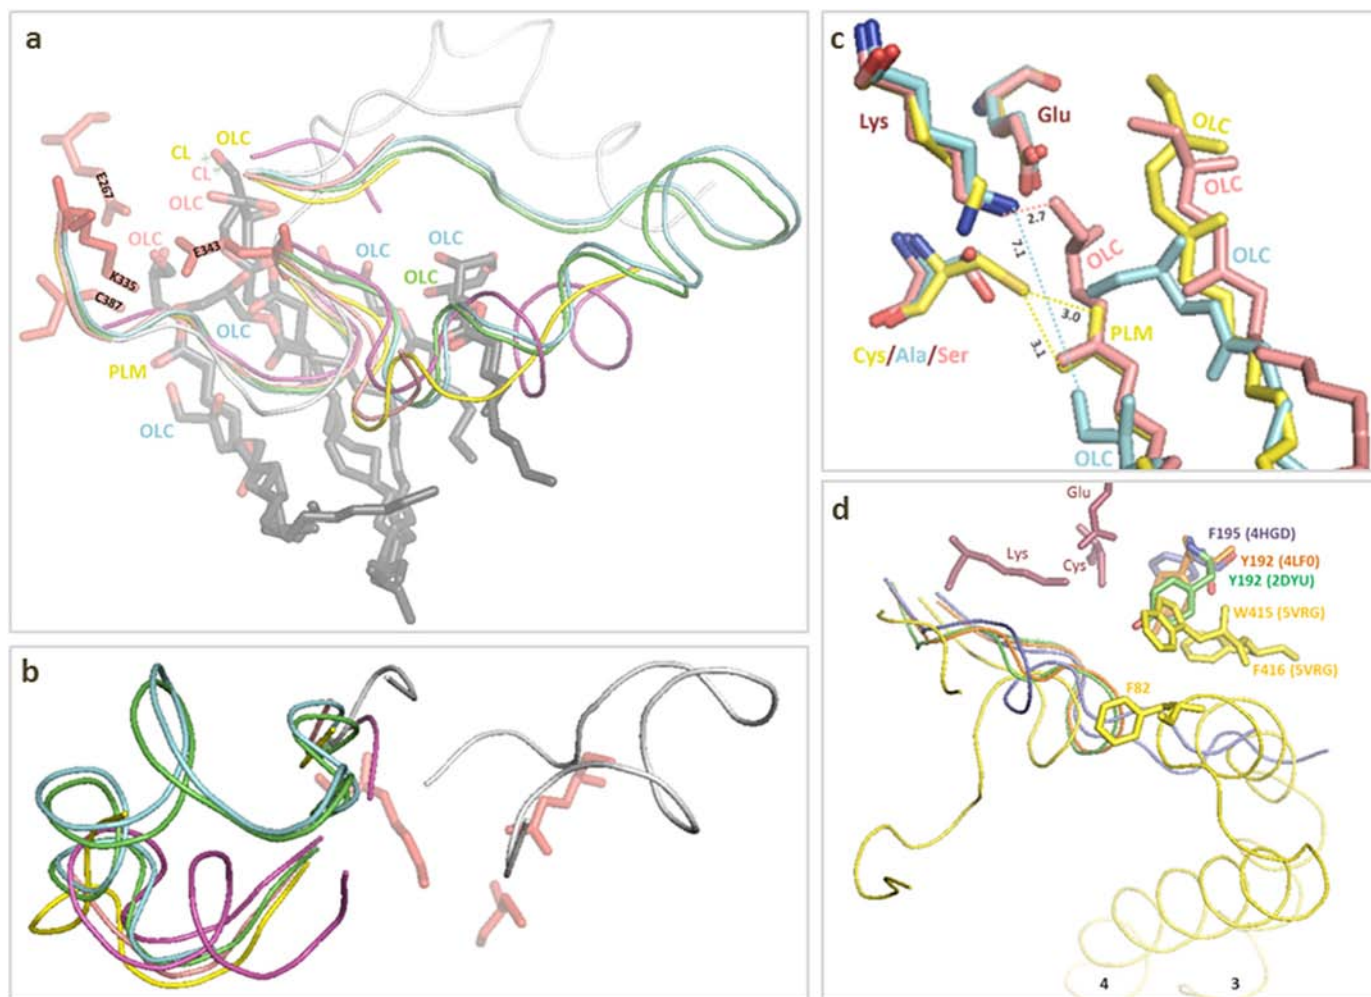 a
E267
CL
OLC
CL
OLC
OLC
E343
OLC
OLC
OLC
K335
C387
OLC
PLM
OLC
b
c
Lys
Glu
OLC
OLC
2.7
7.1
OLC
OLC
3.0
PLM
3.1
Cys/Ala/Ser
OLC
d
Glu
Lys
Cys
F195 (4HGD)
Y192 (4LF0)
Y192 (2DYU)
W415 (5VRG)
F416 (5VRG)
F82
4
3